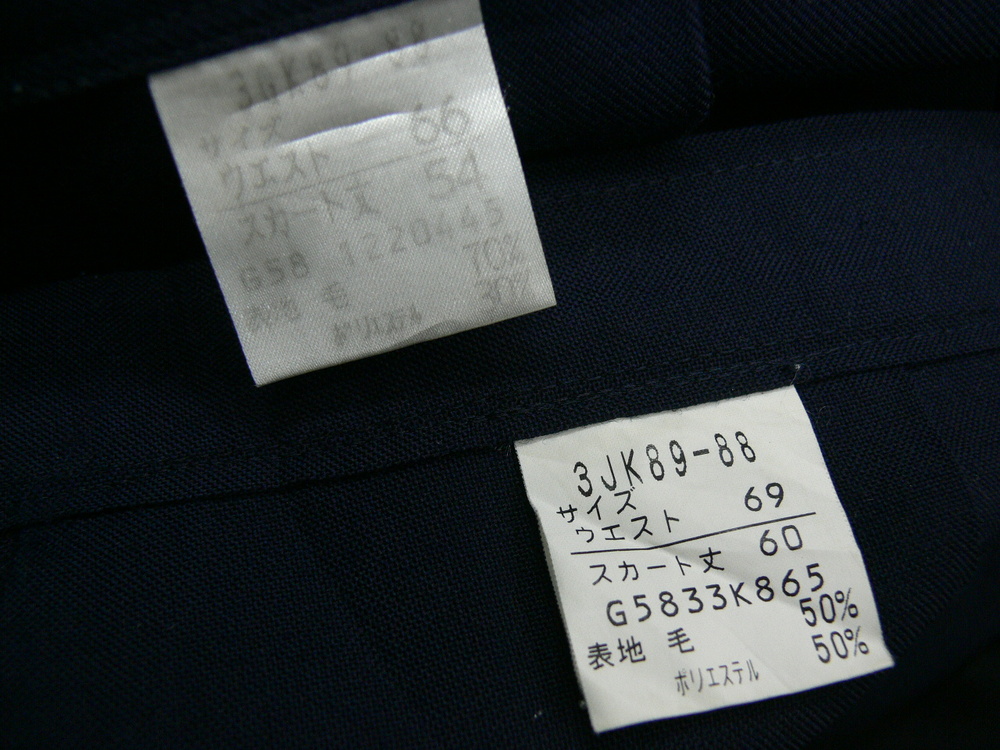 3JK89-88
サイズ
ウエスト 66
スカート丈 54
G58 1220445
表地 毛 70%
ポリエステル 30%
3JK89-88
サイズ
ウエスト 69
スカート丈 60
G5833K865
表地 毛 50%
ポリエステル 50%